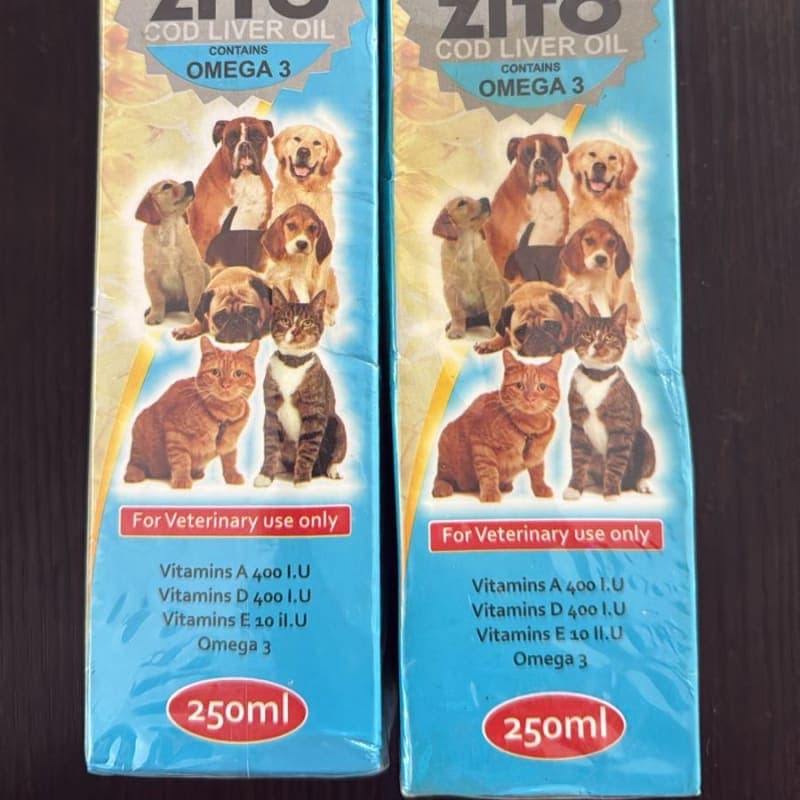 ZITO
COD LIVER OIL
CONTAINS
OMEGA 3
For Veterinary use only
Vitamins A 400 I.U
Vitamins D 400 I.U
Vitamins E 10 iI.U
Omega 3
250ml
ZITO
COD LIVER OIL
CONTAINS
OMEGA 3
For Veterinary use only
Vitamins A 400 I.U
Vitamins D 400 I.U
Vitamins E 10 II.U
Omega 3
250ml